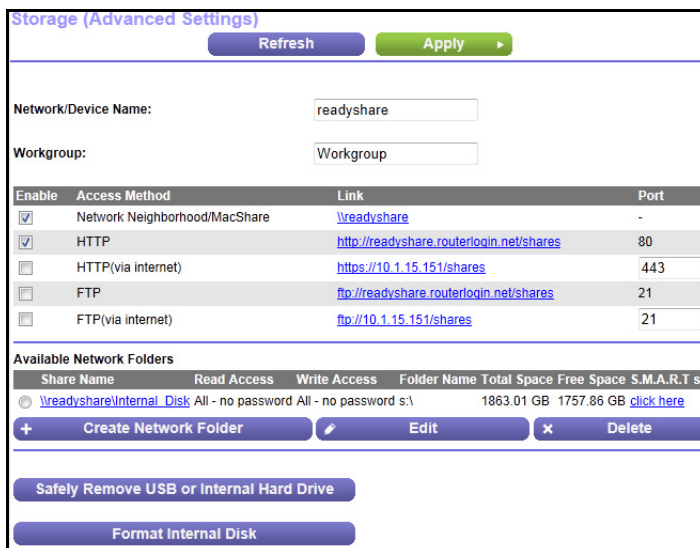 Storage (Advanced Settings)
Refresh Apply
Network/Device Name: readyshare
Workgroup: Workgroup
Enable Access Method Link Port
Network Neighborhood/MacShare \\readyshare -
HTTP http://readyshare.routerlogin.net/shares 80
HTTP(via internet) https://10.1.15.151/shares 443
FTP ftp://readyshare.routerlogin.net/shares 21
FTP(via internet) ftp://10.1.15.151/shares 21
Available Network Folders
Share Name Read Access Write Access Folder Name Total Space Free Space S.M.A.R.T s
\\readyshare\Internal_Disk All - no password All - no password s:\ 1863.01 GB 1757.86 GB click here
Create Network Folder Edit Delete
Safely Remove USB or Internal Hard Drive
Format Internal Disk